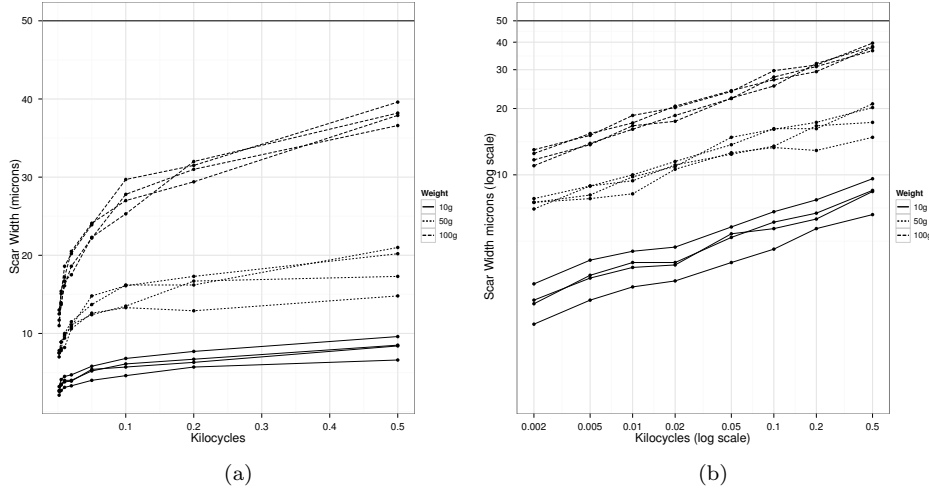 50
40
30
20
10
Scar Width (microns)
0.1
0.2
0.3
0.4
0.5
Kilocycles
Weight
10g
50g
100g
(a)
50
40
30
20
10
Scar Width microns (log scale)
0.002
0.005
0.01
0.02
0.05
0.1
0.2
0.5
Kilocycles (log scale)
Weight
10g
50g
100g
(b)